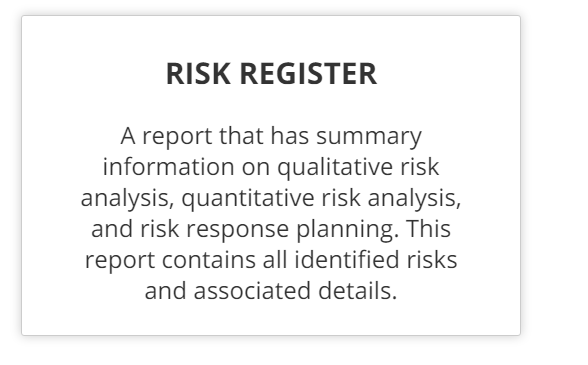 RISK REGISTER
A report that has summary
information on qualitative risk
analysis, quantitative risk analysis,
and risk response planning. This
report contains all identified risks
and associated details.